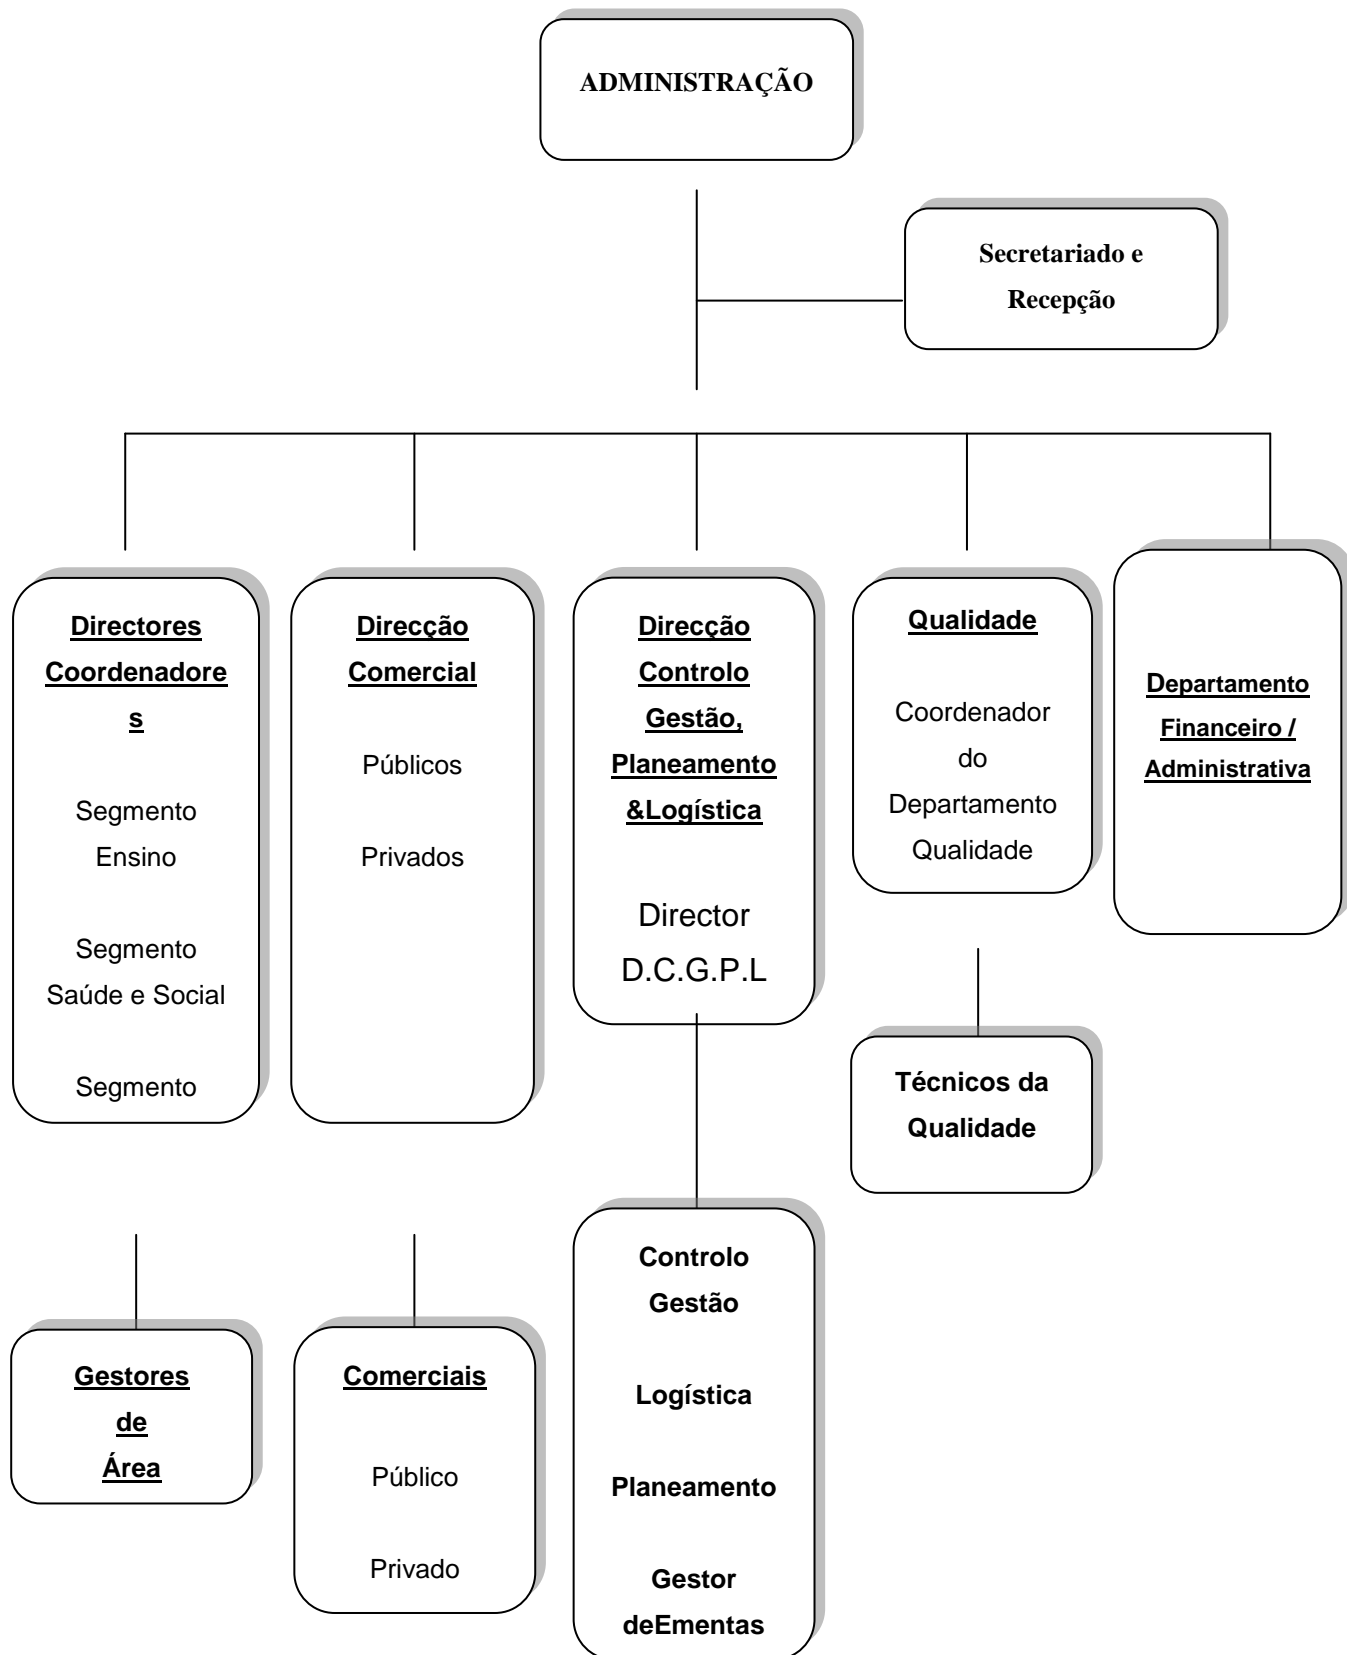 ADMINISTRAÇÃO
Secretariado e
Recepção
Directores
Coordenadore
s
Segmento
Ensino
Segmento
Saúde e Social
Segmento
Direcção
Comercial
Públicos
Privados
Direcção
Controlo
Gestão,
Planeamento
&Logística
Director
D.C.G.P.L
Qualidade
Coordenador
do
Departamento
Qualidade
Departamento
Financeiro /
Administrativa
Técnicos da
Qualidade
Gestores
de
Área
Comerciais
Público
Privado
Controlo
Gestão
Logística
Planeamento
Gestor
deEmentas